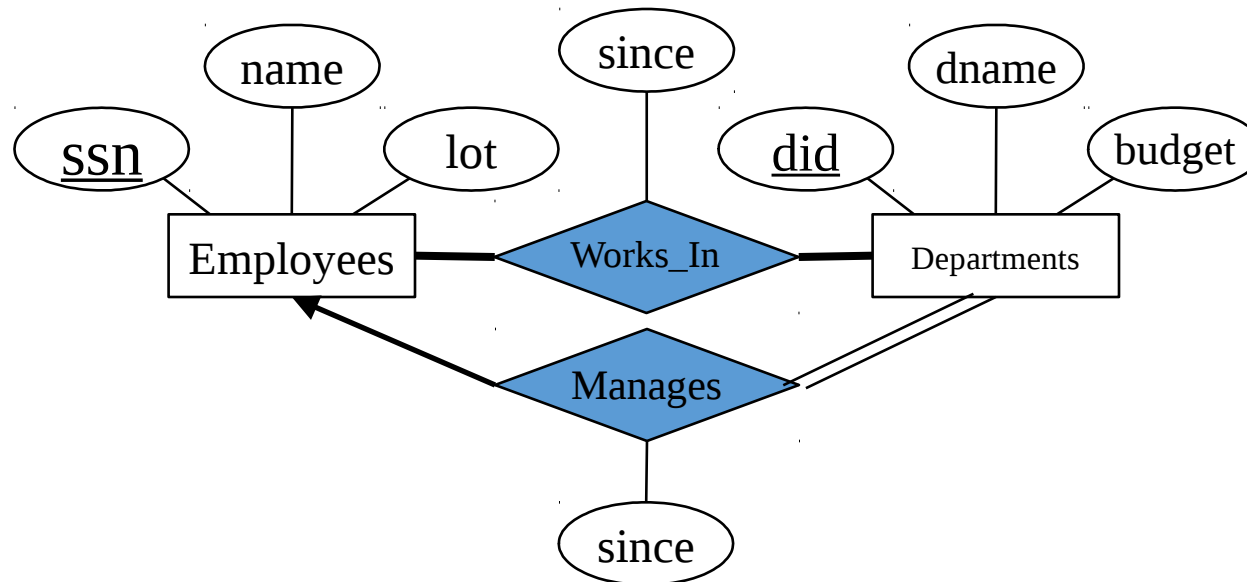 since
name
dname
ssn
lot
did
budget
Employees
Works_In
Departments
Manages
since